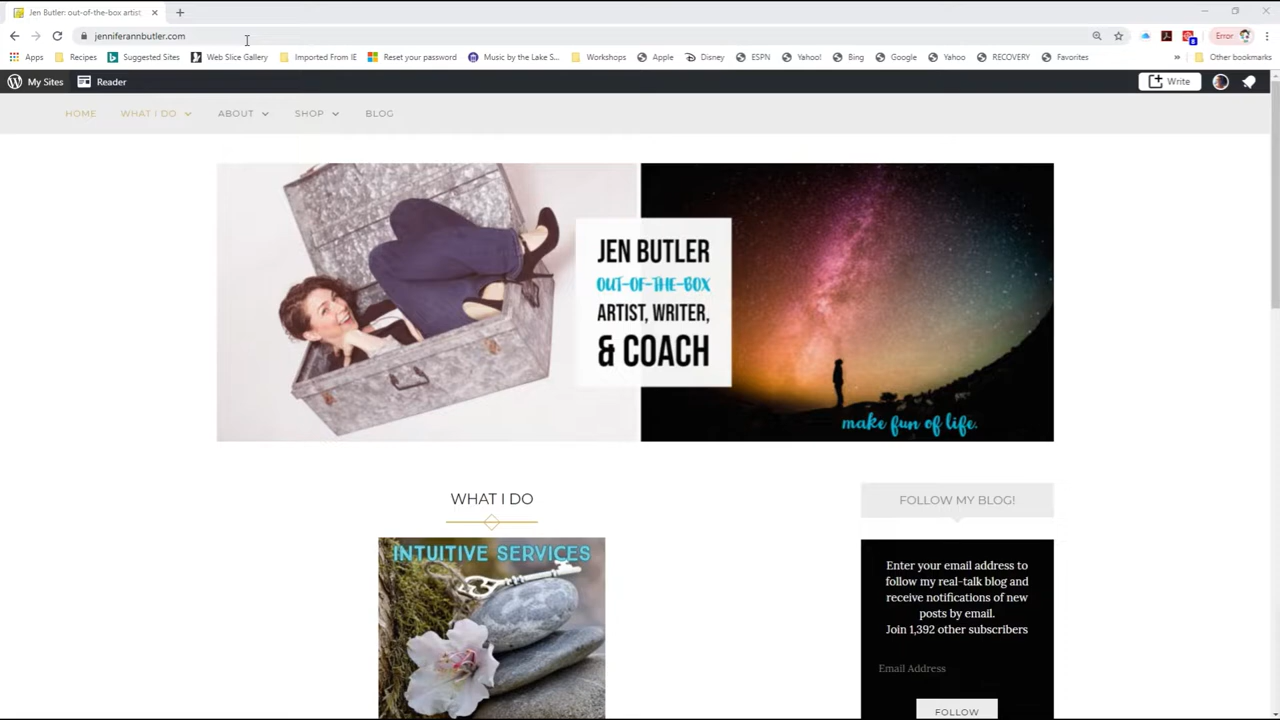 Jen Butler: out-of-the-box artist
jenniferannbutler.com
Error
Apps Recipes Suggested Sites Web Slice Gallery Imported From IE Reset your password Music by the Lake S... Workshops Apple Disney ESPN Yahoo! Bing Google Yahoo RECOVERY Favorites » Other bookmarks
My Sites Reader Write
HOME WHAT I DO ABOUT SHOP BLOG
JEN BUTLER
OUT-OF-THE-BOX
ARTIST, WRITER,
& COACH
make fun of life.
WHAT I DO
INTUITIVE SERVICES
FOLLOW MY BLOG!
Enter your email address to
follow my real-talk blog and
receive notifications of new
posts by email.
Join 1,392 other subscribers
Email Address
FOLLOW